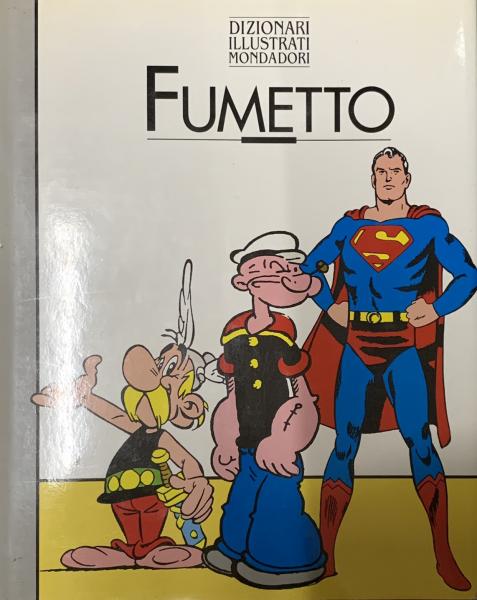 DIZIONARI
ILLUSTRATI
MONDADORI
FUMETTO
S